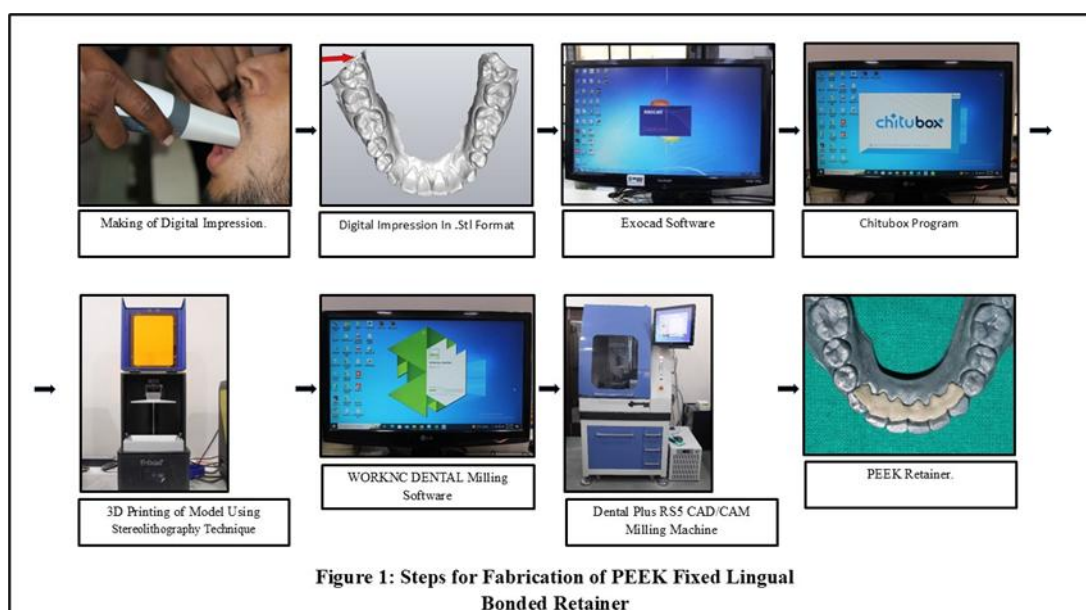 Making of Digital Impression.
Digital Impression In .Stl Format
Exocad Software
chitubox
Chitubox Program
3D Printing of Model Using
Stereolithography Technique
WORKNC DENTAL Milling
Software
Dental Plus RS5 CAD/CAM
Milling Machine
PEEK Retainer.
Figure 1: Steps for Fabrication of PEEK Fixed Lingual
Bonded Retainer